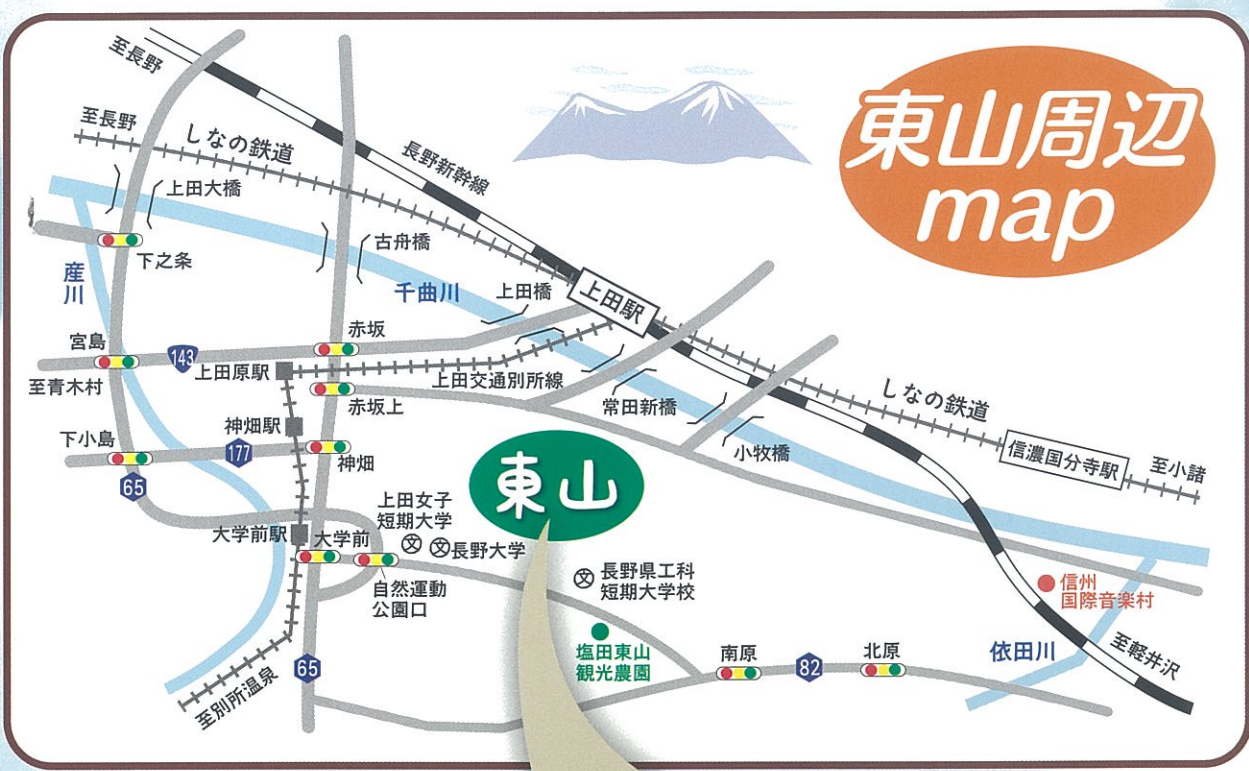 東山周辺
map
至長野
至長野
しなの鉄道
長野新幹線
上田大橋
古舟橋
下之条
産川
千曲川
上田橋
上田駅
宮島
143
赤坂
至青木村
上田原駅
上田交通別所線
赤坂上
常田新橋
しなの鉄道
神畑駅
小牧橋
信濃国分寺駅
至小諸
下小島
177
神畑
65
東山
上田女子
短期大学
大学前駅
大学前
文
文
長野大学
自然運動
公園口
文
長野県工科
短期大学校
信州
国際音楽村
塩田東山
観光農園
南原
82
北原
依田川
至軽井沢
65
至別所温泉